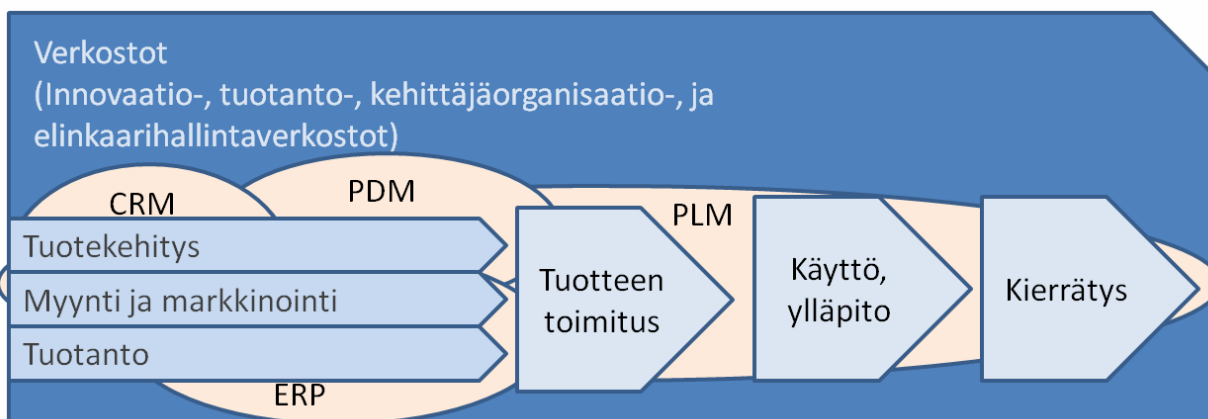 Verkostot
(Innovaatio-, tuotanto-, kehittäjäorganisaatio-, ja
elinkaarihallintaverkostot)
CRM
PDM
PLM
Tuotekehitys
Myynti ja markkinointi
Tuotanto
ERP
Tuotteen
toimitus
Käyttö,
ylläpito
Kierrätys